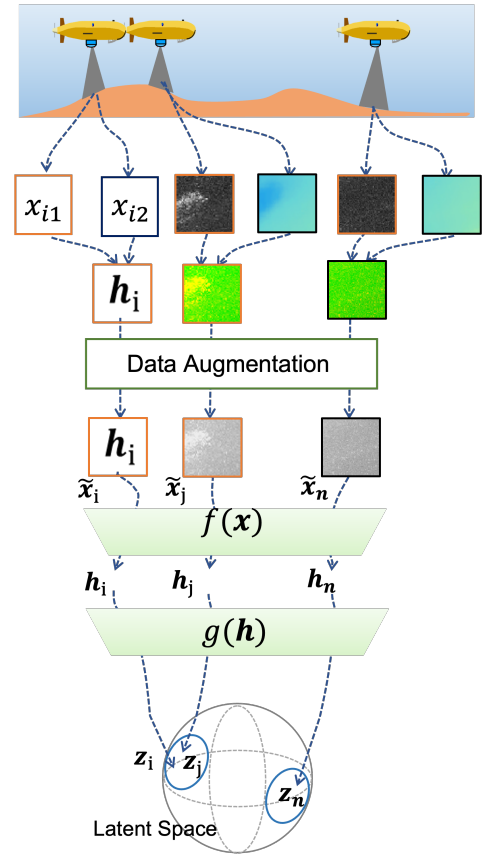 x_{i1} x_{i2}
h_i
Data Augmentation
h_i
x̃_i x̃_j x̃_n
f(x)
h_i h_j h_n
g(h)
z_i z_j
z_n
Latent Space